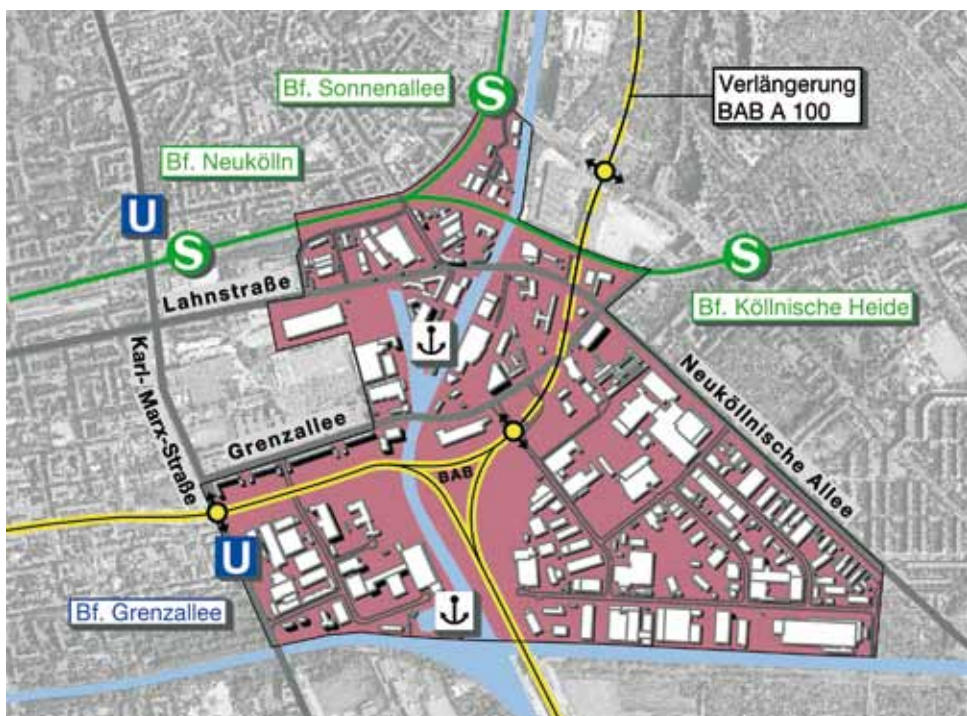 Bf. Sonnenallee
S
Verlängerung
BAB A 100
Bf. Neukölln
U
S
S
Lahnstraße
Bf. Köllnische Heide
Karl-Marx-Straße
Neuköllnische Allee
Grenzallee
BAB
U
Bf. Grenzallee